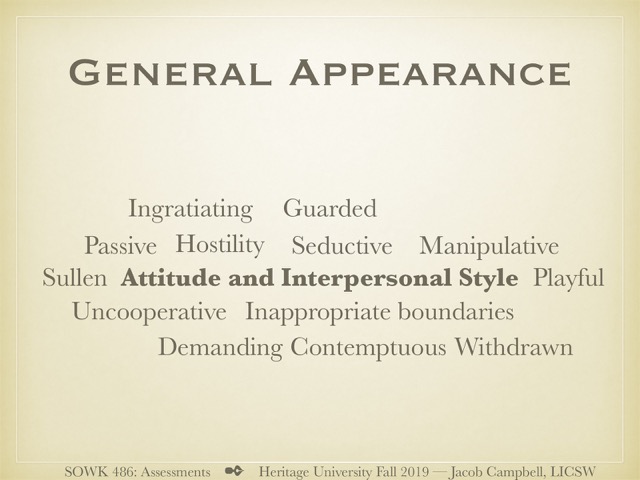 General Appearance
Ingratiating Guarded
Passive Hostility Seductive Manipulative
Sullen Attitude and Interpersonal Style Playful
Uncooperative Inappropriate boundaries
Demanding Contemptuous Withdrawn
SOWK 486: Assessments ✒ Heritage University Fall 2019 — Jacob Campbell, LICSW